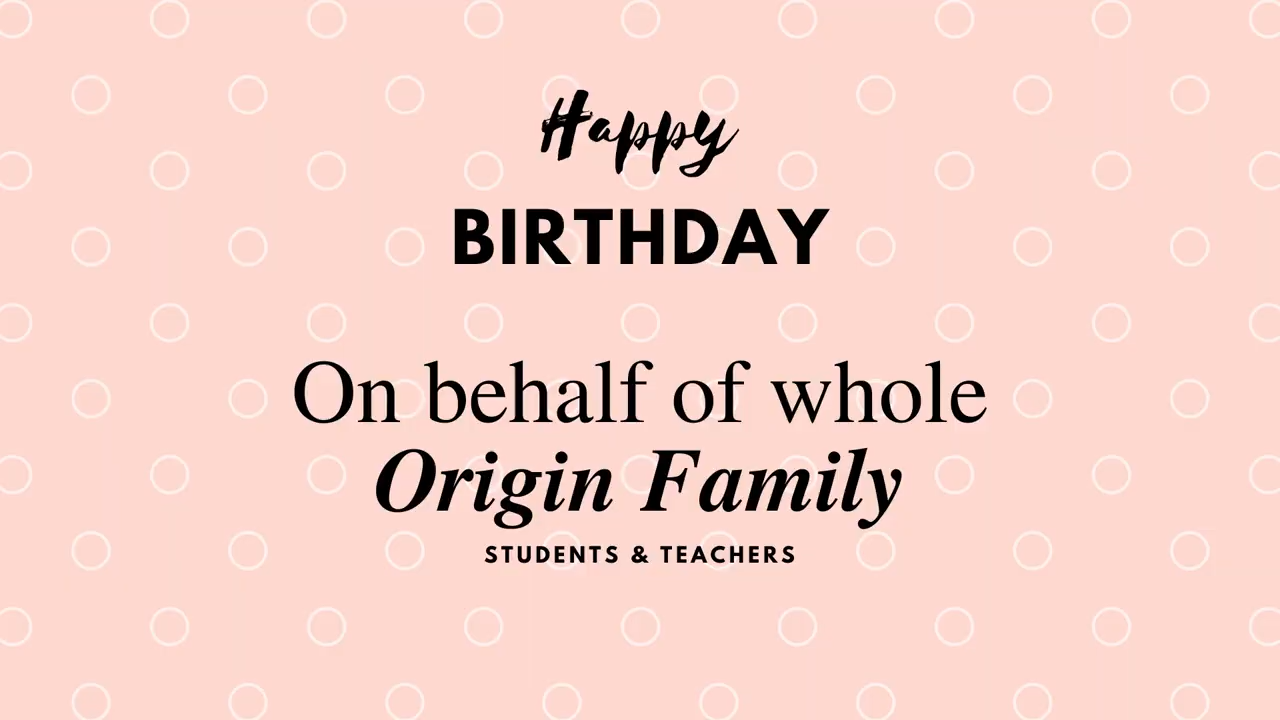 Happy
BIRTHDAY
On behalf of whole
Origin Family
STUDENTS & TEACHERS